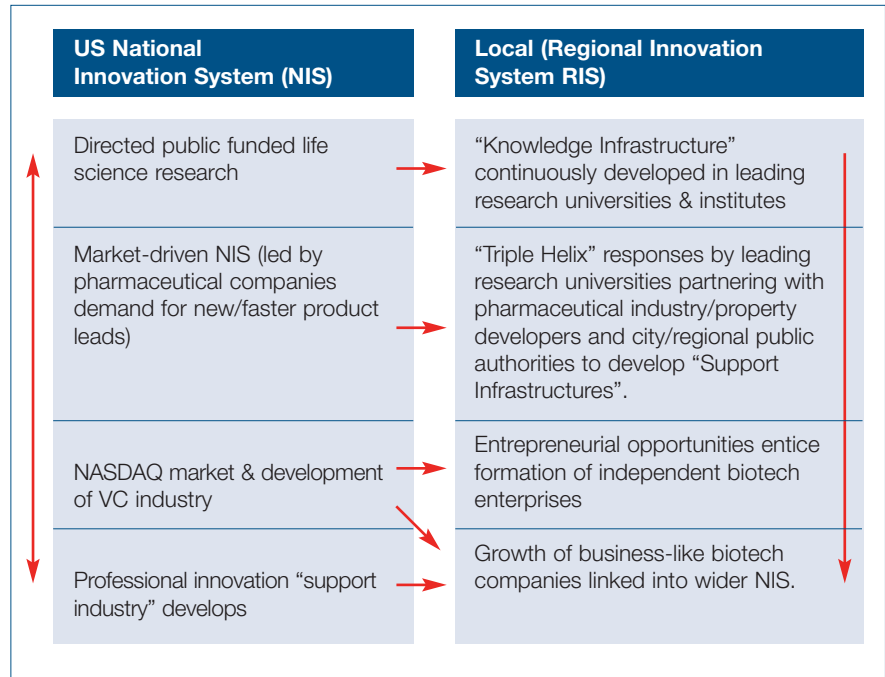 US National
Innovation System (NIS)
Local (Regional Innovation
System RIS)
Directed public funded life
science research
“Knowledge Infrastructure”
continuously developed in leading
research universities & institutes
Market-driven NIS (led by
pharmaceutical companies
demand for new/faster product
leads)
“Triple Helix” responses by leading
research universities partnering with
pharmaceutical industry/property
developers and city/regional public
authorities to develop “Support
Infrastructures”.
NASDAQ market & development
of VC industry
Entrepreneurial opportunities entice
formation of independent biotech
enterprises
Professional innovation “support
industry” develops
Growth of business-like biotech
companies linked into wider NIS.